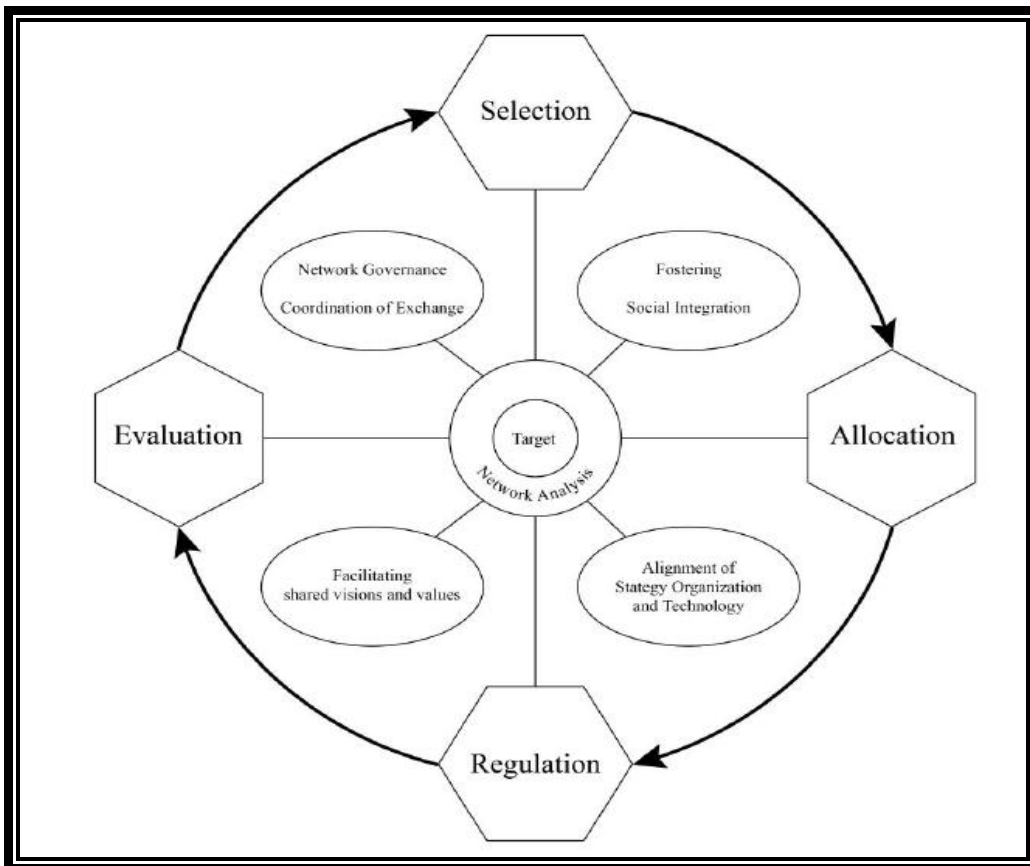 Selection
Network Governance
Coordination of Exchange
Fostering
Social Integration
Evaluation
Target
Network Analysis
Allocation
Facilitating
shared visions and values
Alignment of
Stategy Organization
and Technology
Regulation